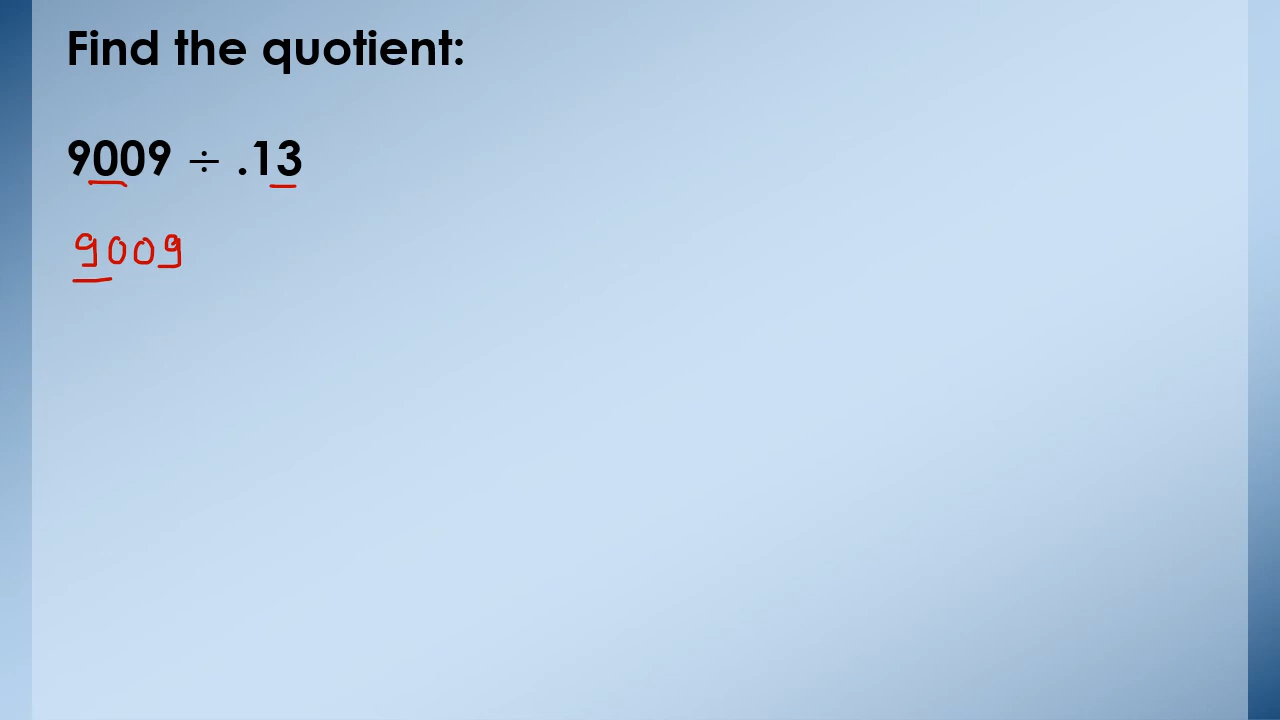 Find the quotient:
9009 ÷ .13
9009